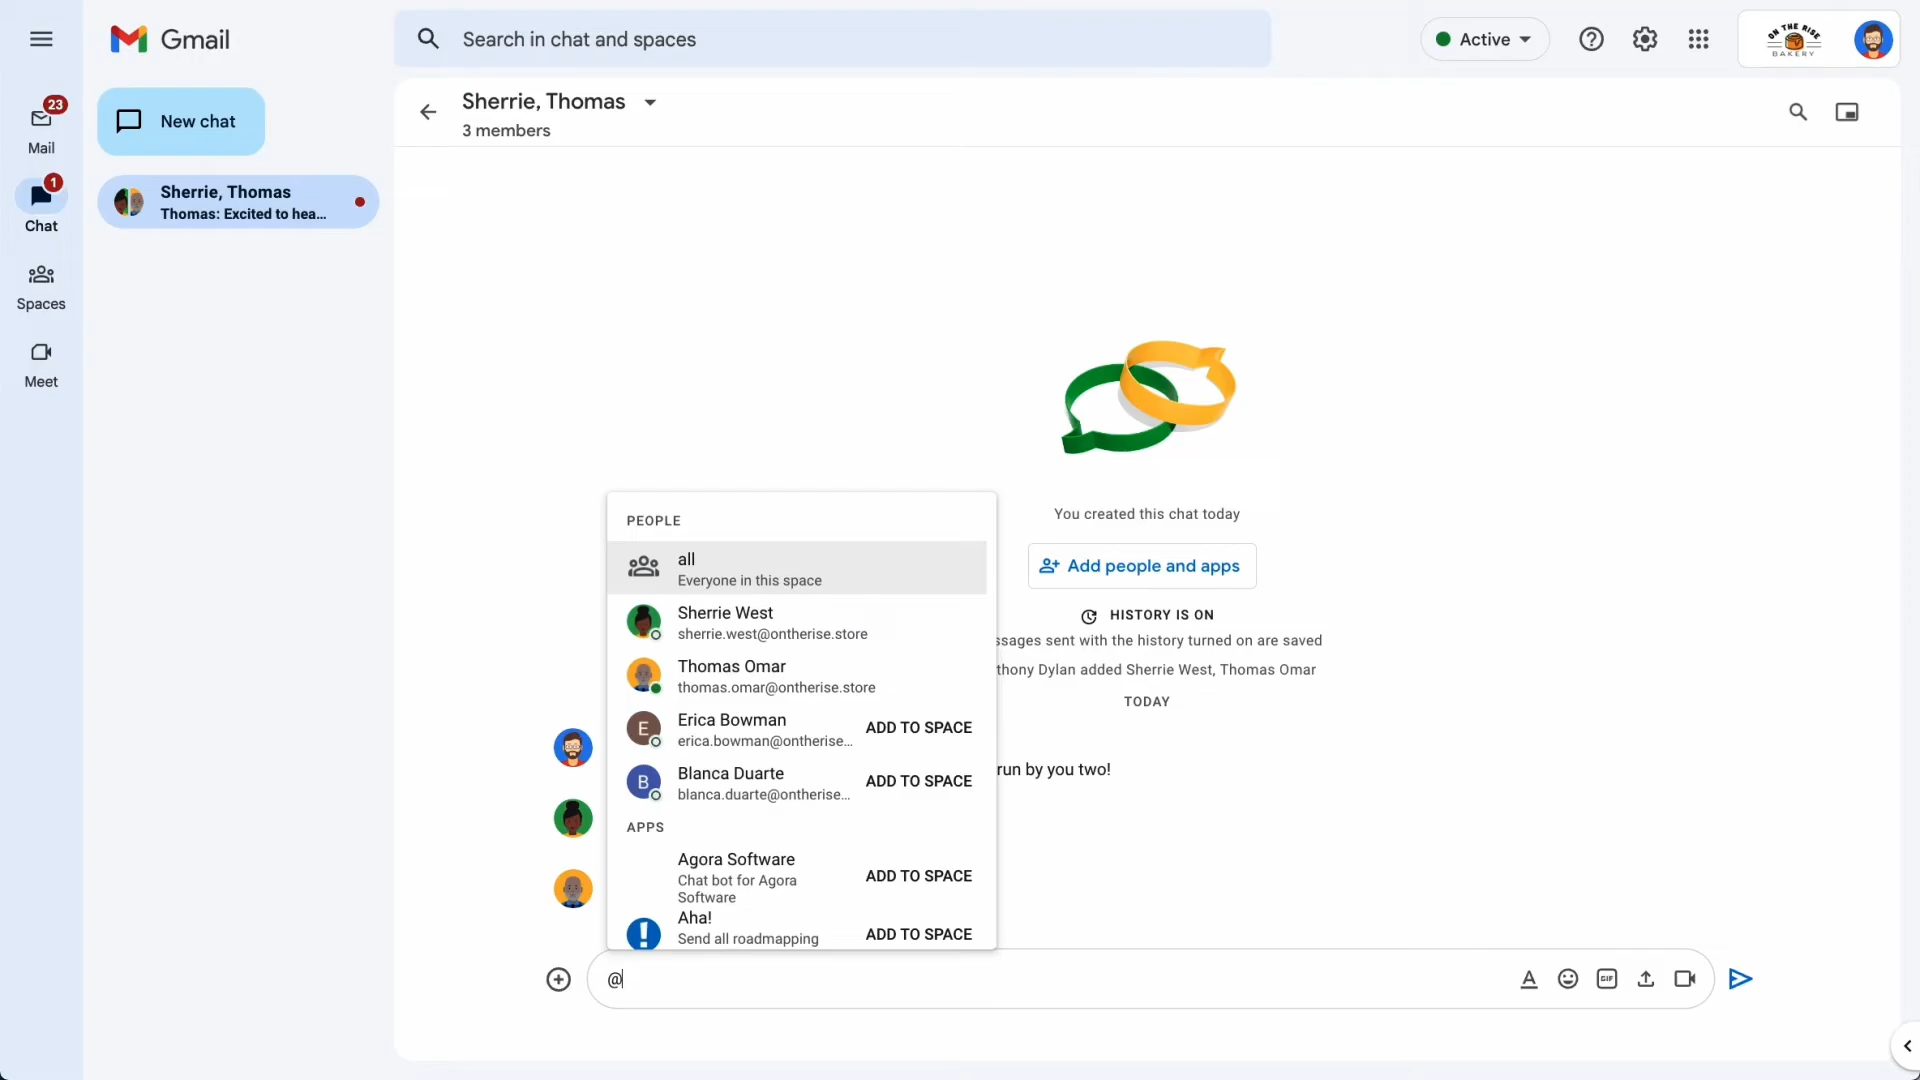 Gmail
Search in chat and spaces
Active
ON THE RISE
BAKERY
23
Mail
1
Chat
Spaces
Meet
New chat
Sherrie, Thomas
Thomas: Excited to hea...
Sherrie, Thomas
3 members
You created this chat today
Add people and apps
HISTORY IS ON
ssages sent with the history turned on are saved
thony Dylan added Sherrie West, Thomas Omar
TODAY
run by you two!
PEOPLE
all
Everyone in this space
Sherrie West
sherrie.west@ontherise.store
Thomas Omar
thomas.omar@ontherise.store
E
Erica Bowman
erica.bowman@ontherise...
ADD TO SPACE
B
Blanca Duarte
blanca.duarte@ontherise...
ADD TO SPACE
APPS
Agora Software
Chat bot for Agora
Software
ADD TO SPACE
Aha!
Send all roadmapping
ADD TO SPACE
@
GIF